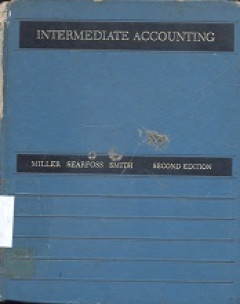 INTERMEDIATE ACCOUNTING
MILLER SEARFOSS SMITH SECOND EDITION